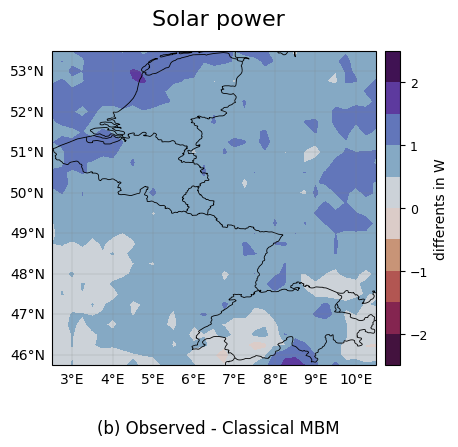 Solar power
53°N
52°N
51°N
50°N
49°N
48°N
47°N
46°N
3°E 4°E 5°E 6°E 7°E 8°E 9°E 10°E
2
1
0
−1
−2
differents in W
(b) Observed - Classical MBM